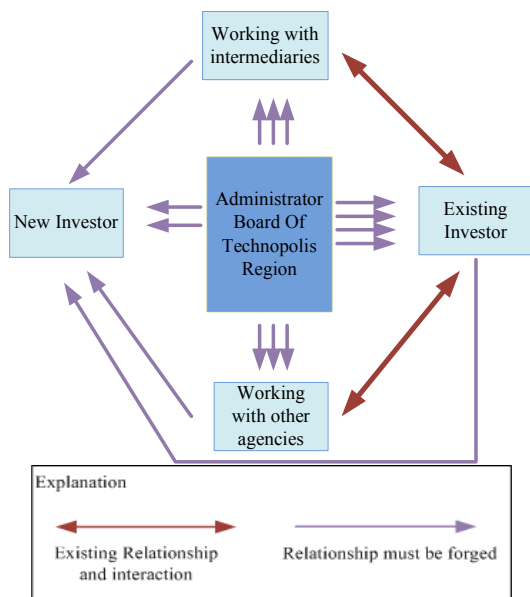 Working with
intermediaries
New Investor
Administrator
Board Of
Technopolis
Region
Existing
Investor
Working
with other
agencies
Explanation
Existing Relationship
and interaction
Relationship must be forged